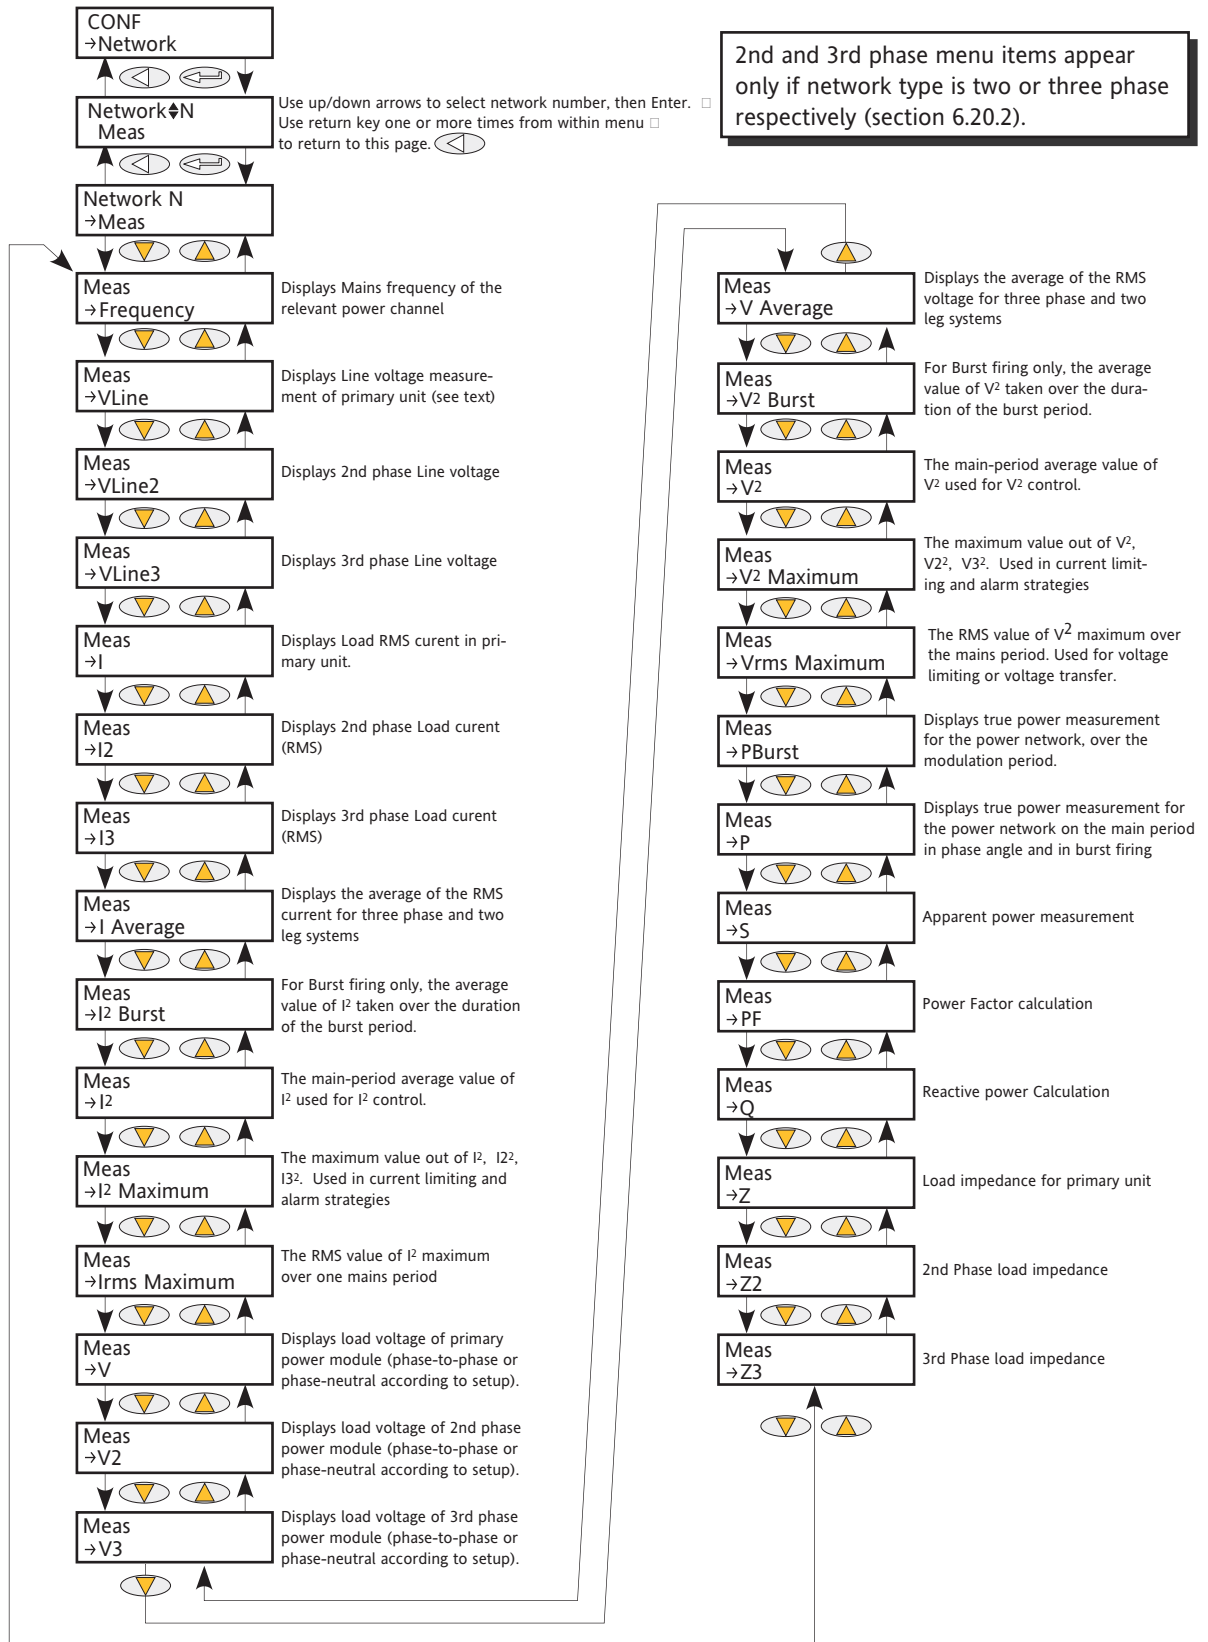 CONF
→Network
Network♦N
Meas
Use up/down arrows to select network number, then Enter. □
Use return key one or more times from within menu □
to return to this page.
2nd and 3rd phase menu items appear
only if network type is two or three phase
respectively (section 6.20.2).
Network N
→Meas
Meas
→Frequency
Displays Mains frequency of the
relevant power channel
Meas
→VLine
Displays Line voltage measure-
ment of primary unit (see text)
Meas
→VLine2
Displays 2nd phase Line voltage
Meas
→VLine3
Displays 3rd phase Line voltage
Meas
→I
Displays Load RMS curent in pri-
mary unit.
Meas
→I2
Displays 2nd phase Load curent
(RMS)
Meas
→I3
Displays 3rd phase Load curent
(RMS)
Meas
→I Average
Displays the average of the RMS
current for three phase and two
leg systems
Meas
→I² Burst
For Burst firing only, the average
value of I² taken over the duration
of the burst period.
Meas
→I²
The main-period average value of
I² used for I² control.
Meas
→I² Maximum
The maximum value out of I², I2²,
I3². Used in current limiting and
alarm strategies
Meas
→Irms Maximum
The RMS value of I² maximum
over one mains period
Meas
→V
Displays load voltage of primary
power module (phase-to-phase or
phase-neutral according to setup).
Meas
→V2
Displays load voltage of 2nd phase
power module (phase-to-phase or
phase-neutral according to setup).
Meas
→V3
Displays load voltage of 3rd phase
power module (phase-to-phase or
phase-neutral according to setup).
Meas
→V Average
Displays the average of the RMS
voltage for three phase and two
leg systems
Meas
→V² Burst
For Burst firing only, the average
value of V² taken over the dura-
tion of the burst period.
Meas
→V²
The main-period average value of
V² used for V² control.
Meas
→V² Maximum
The maximum value out of V²,
V2², V3². Used in current limit-
ing and alarm strategies
Meas
→Vrms Maximum
The RMS value of V² maximum over
the mains period. Used for voltage
limiting or voltage transfer.
Meas
→PBurst
Displays true power measurement
for the power network, over the
modulation period.
Meas
→P
Displays true power measurement for
the power network on the main period
in phase angle and in burst firing
Meas
→S
Apparent power measurement
Meas
→PF
Power Factor calculation
Meas
→Q
Reactive power Calculation
Meas
→Z
Load impedance for primary unit
Meas
→Z2
2nd Phase load impedance
Meas
→Z3
3rd Phase load impedance